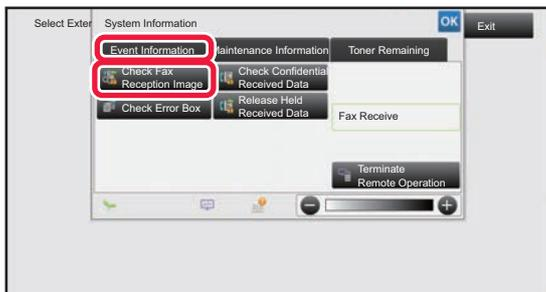 Select Exter
System Information
OK
Exit
Event Information
Maintenance Information
Toner Remaining
Check Fax
Reception Image
Check Confidential
Received Data
Check Error Box
Release Held
Received Data
Fax Receive
Terminate
Remote Operation